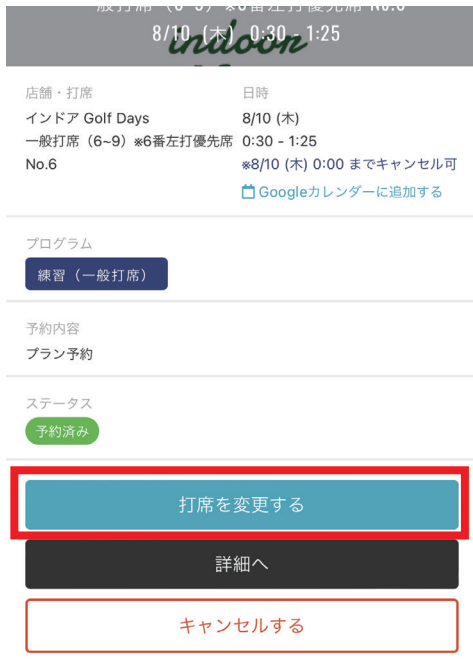 8/10 (木) 0:30 - 1:25
indoor
店舗・打席
インドア Golf Days
一般打席（6~9）※6番左打優先席
No.6
日時
8/10 (木)
0:30 - 1:25
※8/10 (木) 0:00 までキャンセル可
Googleカレンダーに追加する
プログラム
練習（一般打席）
予約内容
プラン予約
ステータス
予約済み
打席を変更する
詳細へ
キャンセルする